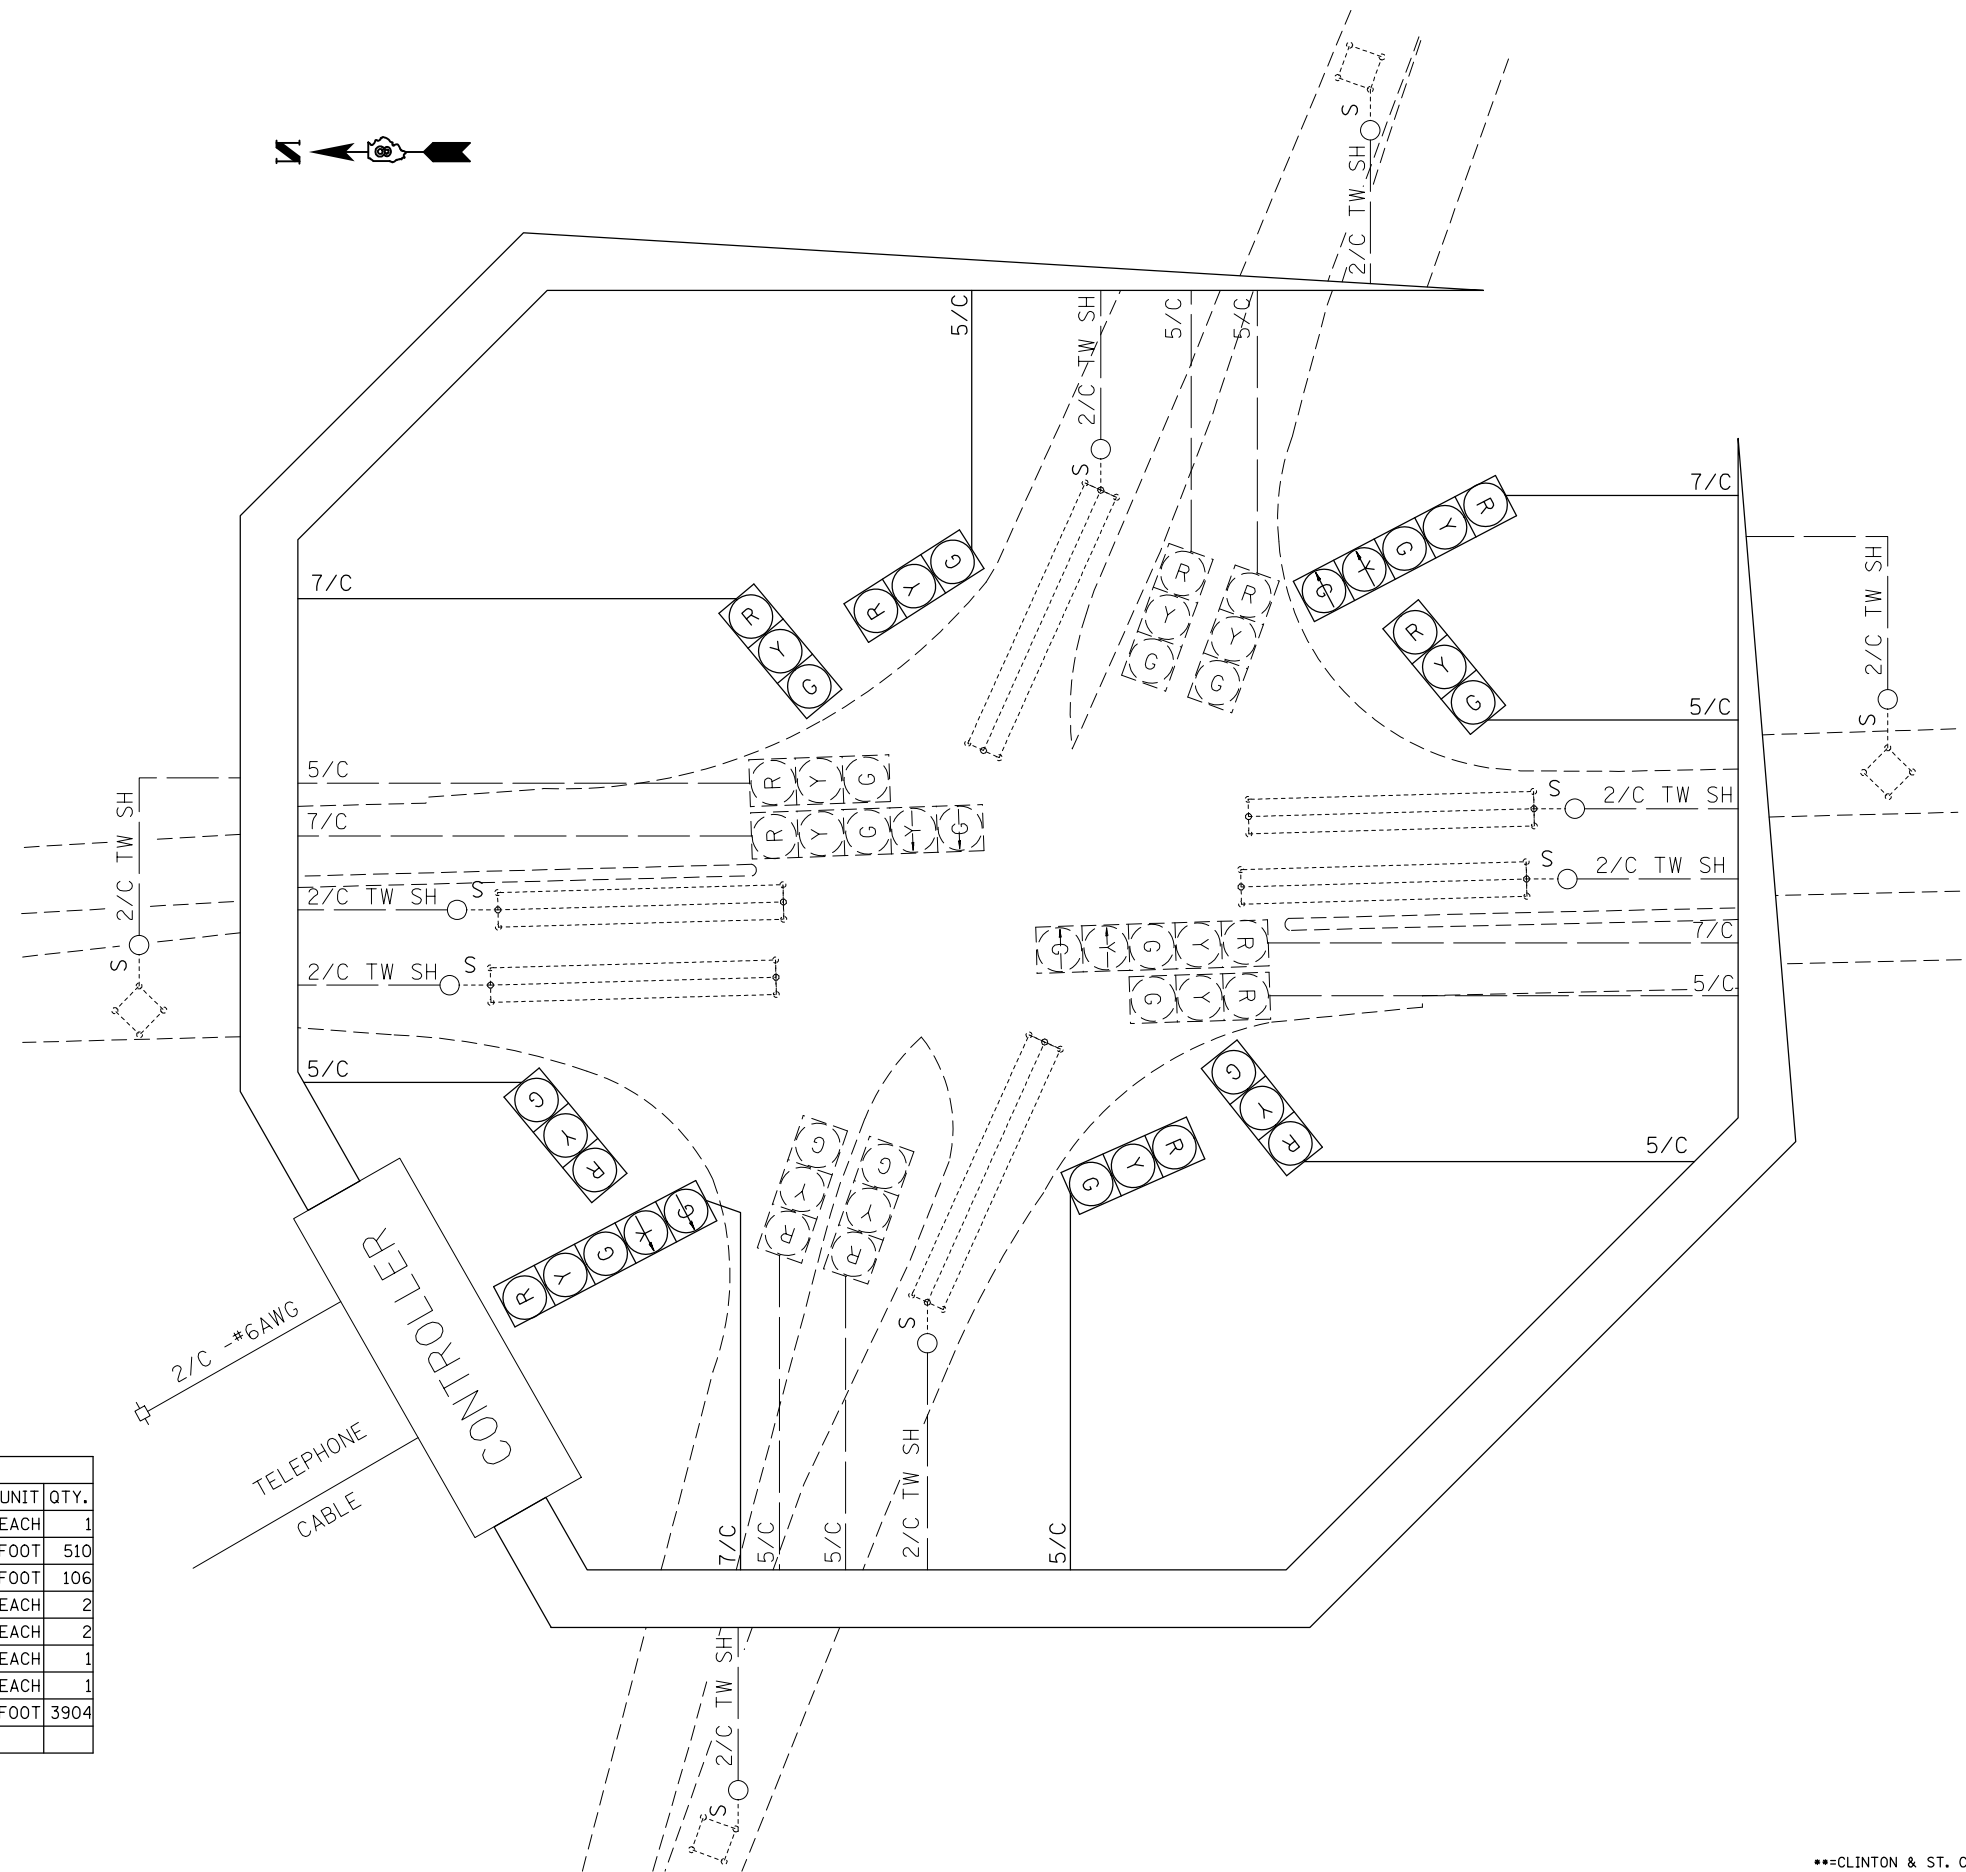 N
S
2/C TW SH
5/C
2/C TW SH
5/C
5/C
S
7/C
R Y G Y G
R Y G
5/C
7/C
R Y G
R Y G
R Y G
R Y G
2/C TW SH
S
5/C
R Y G
7/C
R Y G Y G
2/C TW SH
S
2/C TW SH
S
S
2/C TW SH
S
2/C TW SH
2/C TW SH
S
G Y G Y R
7/C
G Y R
5/C
5/C
G Y R
R Y G Y G
G Y R
G Y R
G Y R
5/C
G Y R
CONTROLLER
2/C -#6AWG
TELEPHONE
CABLE
S
2/C TW SH
7/C
5/C
5/C
5/C
UNIT QTY.
EACH 1
FOOT 510
FOOT 106
EACH 2
EACH 2
EACH 1
EACH 1
FOOT 3904
2/C TW SH
S
**=CLINTON & ST. C